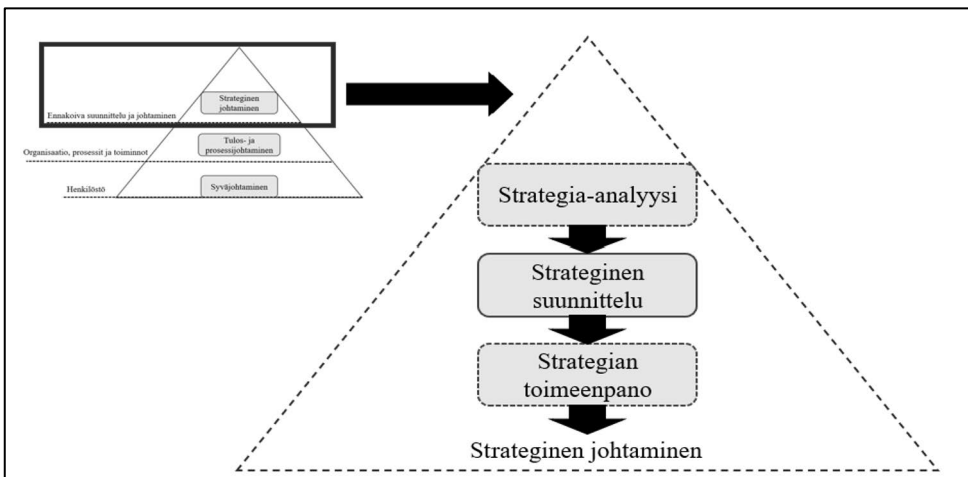 Strateginen
johtaminen
Ennakoiva suunnittelu ja johtaminen
Tulos- ja
prosessijohtaminen
Organisaatio, prosessit ja toiminnot
Syväjohtaminen
Henkilöstö
Strategia-analyysi
Strateginen
suunnittelu
Strategian
toimeenpano
Strateginen johtaminen